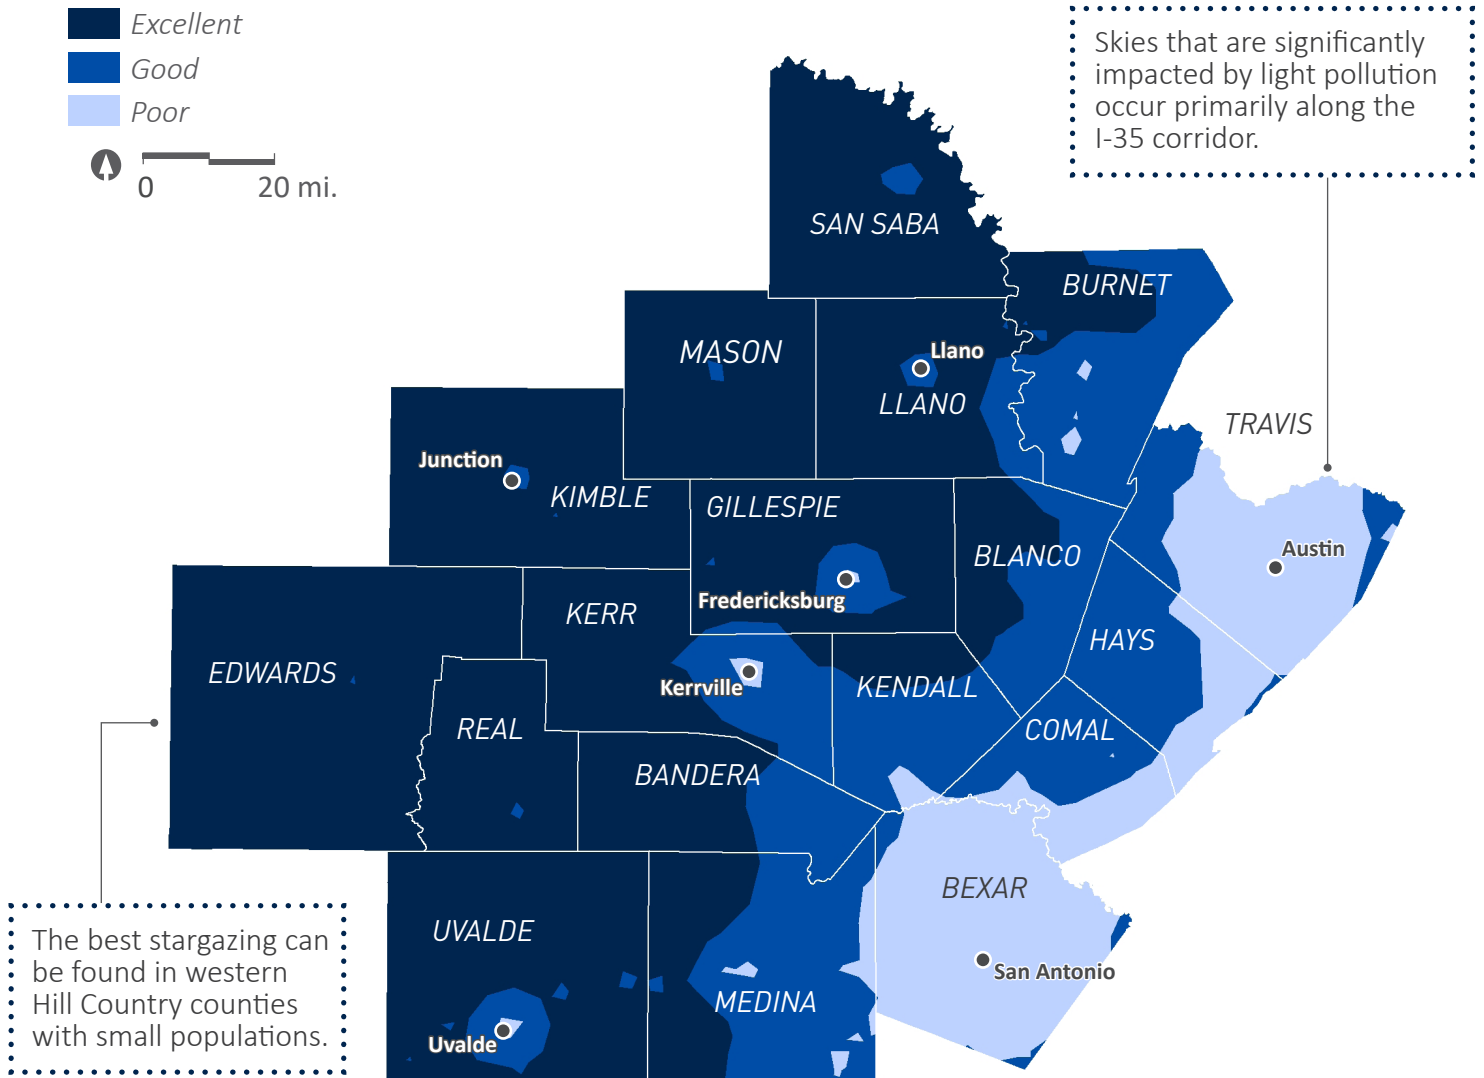 Excellent
Good
Poor
0 20 mi.
Skies that are significantly
impacted by light pollution
occur primarily along the
I-35 corridor.
SAN SABA
BURNET
MASON
Llano
LLANO
TRAVIS
Junction
KIMBLE
GILLESPIE
BLANCO
Austin
Fredericksburg
KERR
HAYS
EDWARDS
Kerrville
KENDALL
REAL
COMAL
BANDERA
BEXAR
UVALDE
San Antonio
MEDINA
Uvalde
The best stargazing can
be found in western
Hill Country counties
with small populations.